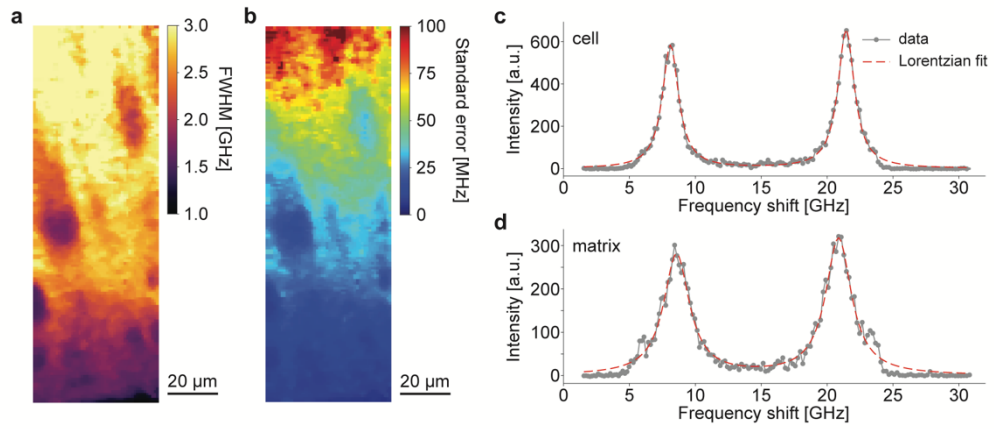 a
3.0
2.5
2.0
1.5
1.0
FWHM [GHz]
20 µm
b
100
75
50
25
0
Standard error [MHz]
20 µm
c
cell
data
Lorentzian fit
600
400
200
0
Intensity [a.u.]
0 5 10 15 20 25 30
Frequency shift [GHz]
d
matrix
300
200
100
0
Intensity [a.u.]
0 5 10 15 20 25 30
Frequency shift [GHz]